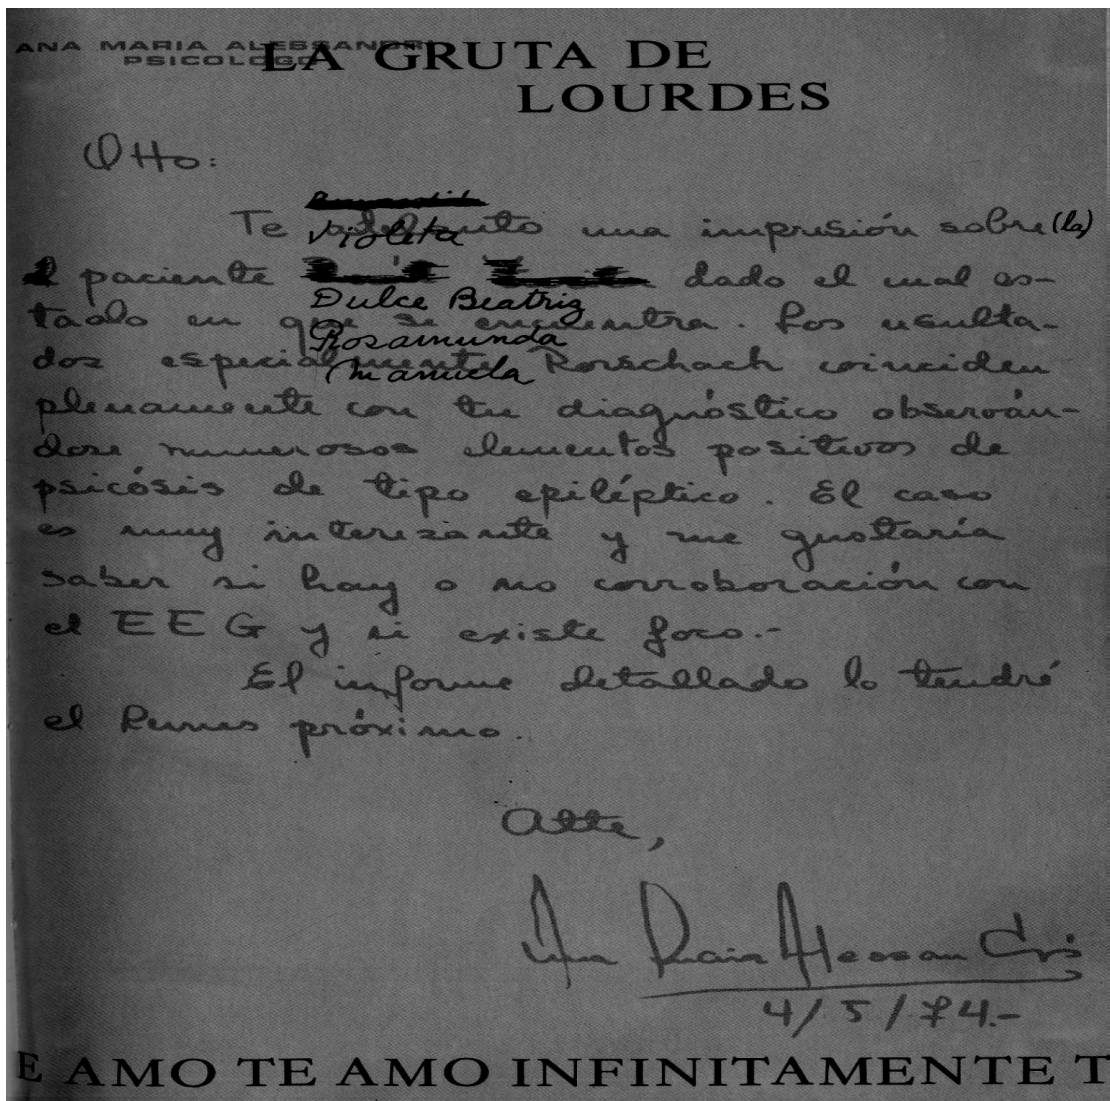 ANA MARIA ALESSANDRI
PSICOLOGO
LA GRUTA DE
LOURDES
Otto:
Te adelanto una impresión sobre (la)
Violeta
paciente dado el cual es-
Dulce Beatriz
tado en que se encuentra. Los resulta-
Rosamunda
dos especialmente Rorschach coinciden
Manuela
plenamente con tu diagnóstico observán-
dose numerosos elementos positivos de
psicósis de tipo epiléptico. El caso
es muy interesante y me gustaría
saber si hay o no corroboración con
el EEG y si existe foco.-
El informe detallado lo tendré
el lunes próximo.
Atte,
Ana María Alessandri
4/5/74.-
E AMO TE AMO INFINITAMENTE T